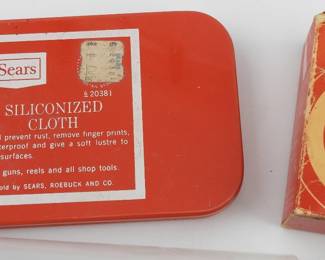 Sears
6 20381
SILICONIZED
CLOTH
prevent rust, remove finger prints,
terproof and give a soft lustre to
surfaces.
guns, reels and all shop tools.
old by SEARS, ROEBUCK AND CO.